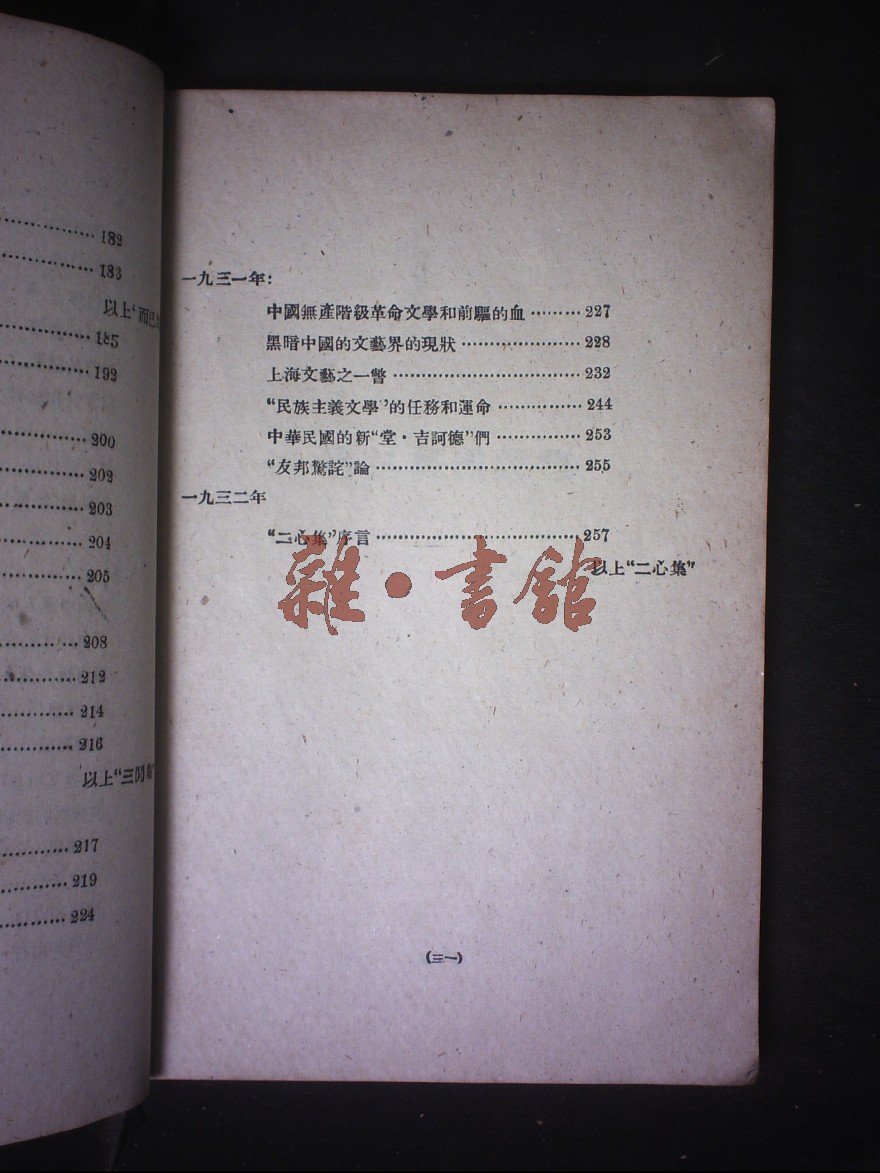 182
183
以上“而已
185
192
200
202
203
204
205
208
212
214
216
以上“三閒
217
219
224
一九三一年：
中國無產階級革命文學和前驅的血………227
黑暗中國的文藝界的現狀…………………228
上海文藝之一瞥……………………………232
“民族主義文學’的任務和運命……………244
中華民國的新“堂·吉訶德”們……………253
“友邦驚詫”論………………………………255
一九三二年
“二心集”序言………………………………257
以上“二心集”
雜·書館
(三一)